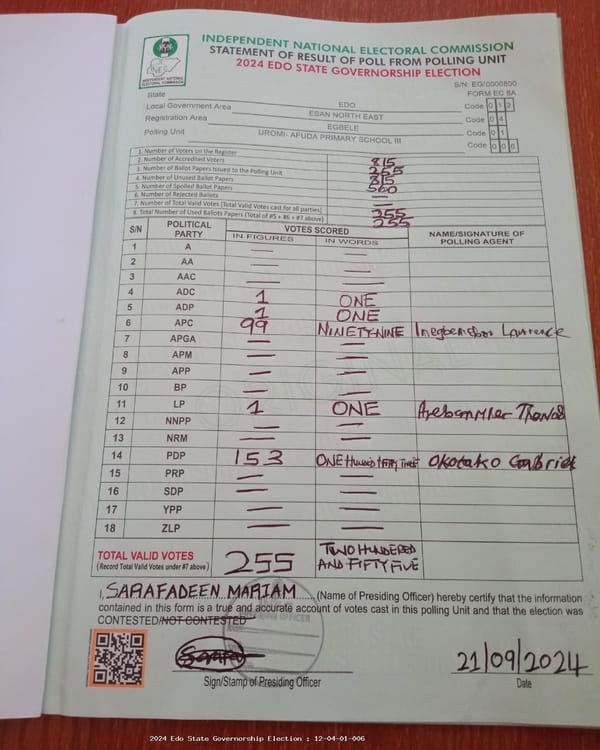 INDEPENDENT NATIONAL ELECTORAL COMMISSION
STATEMENT OF RESULT OF POLL FROM POLLING UNIT
2024 EDO STATE GOVERNORSHIP ELECTION
INEC
INDEPENDENT NATIONAL
ELECTORAL COMMISSION
S/N: EG/0000800
FORM EC 8A
State EDO Code 0 1 2
Local Government Area ESAN NORTH EAST Code 0 4
Registration Area EGBELE Code 0 1
Polling Unit UROMI- AFUDA PRIMARY SCHOOL III Code 0 0 6
1. Number of Voters on the Register 815
2. Number of Accredited Voters 255
3. Number of Ballot Papers Issued to the Polling Unit 815
4. Number of Unused Ballot Papers 560
5. Number of Spoiled Ballot Papers —
6. Number of Rejected Ballots —
7. Number of Total Valid Votes (Total Valid Votes cast for all parties) 255
8. Total Number of Used Ballots Papers (Total of #5 + #6 + #7 above) 255
S/N POLITICAL PARTY VOTES SCORED NAME/SIGNATURE OF POLLING AGENT
IN FIGURES IN WORDS
1 A — —
2 AA — —
3 AAC — —
4 ADC 1 ONE
5 ADP 1 ONE
6 APC 99 NINETY-NINE Lawrence
7 APGA — —
8 APM — —
9 APP — —
10 BP — —
11 LP 1 ONE
12 NNPP — —
13 NRM — —
14 PDP 153 ONE HUNDRED FIFTY THREE OKOTAKO GABRIEL
15 PRP — —
16 SDP — —
17 YPP — —
18 ZLP — —
TOTAL VALID VOTES 255 TWO HUNDERED
(Record Total Valid Votes under #7 above) AND FIFTY FIVE
I, SARAFADEEN MARIAM (Name of Presiding Officer) hereby certify that the information
contained in this form is a true and accurate account of votes cast in this polling Unit and that the election was
CONTESTED/NOT CONTESTED
21/09/2024
Sign/Stamp of Presiding Officer Date
2024 Edo State Governorship Election : 12-04-01-006